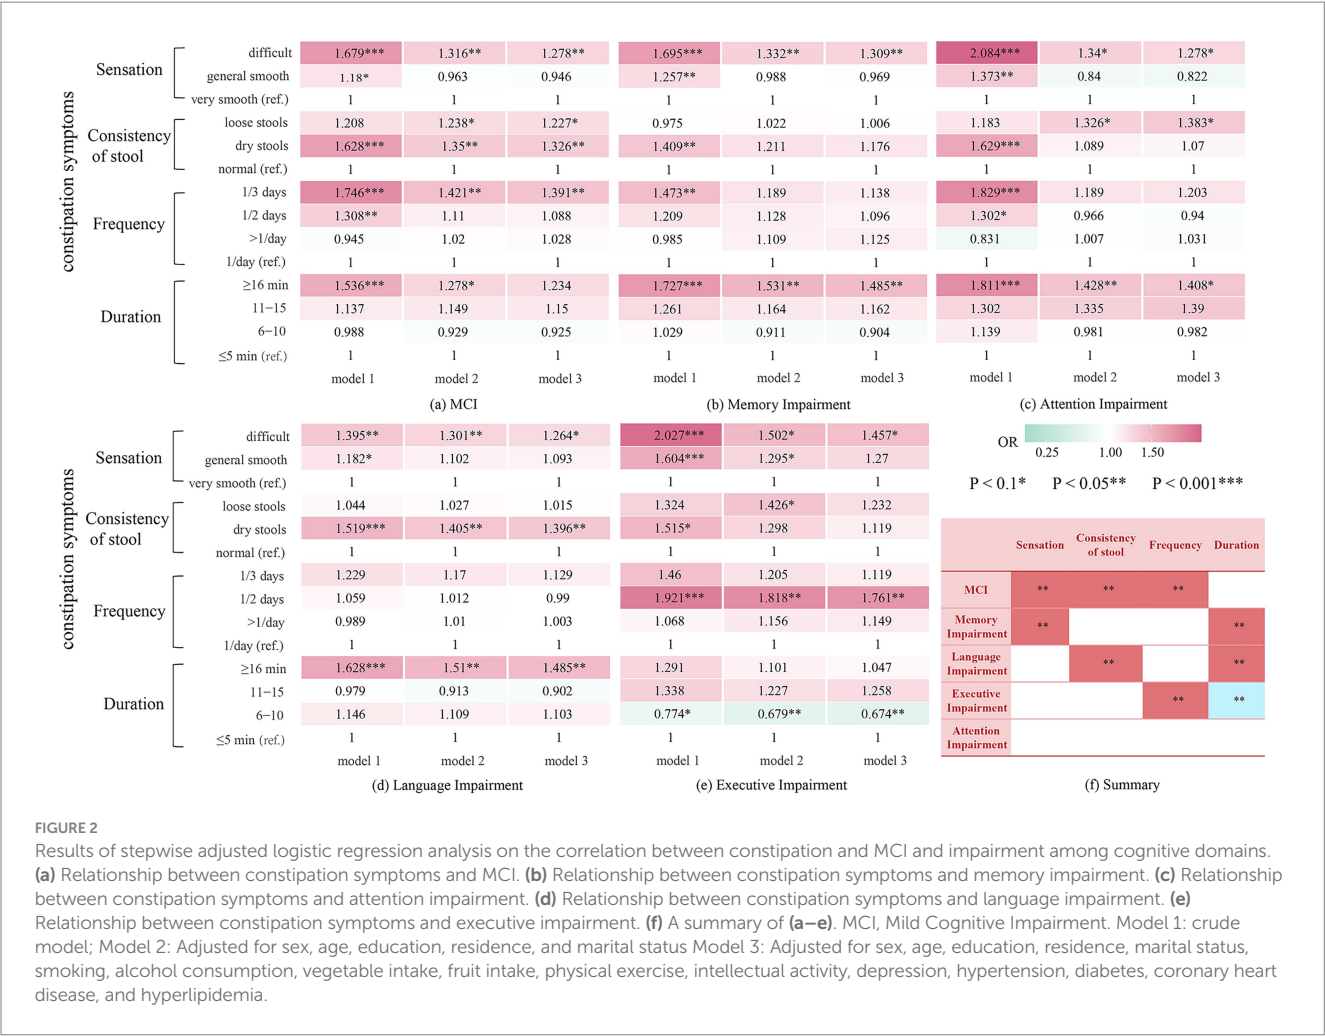 constipation symptoms
Sensation
difficult 1.679*** 1.316** 1.278** 1.695*** 1.332** 1.309** 2.084*** 1.34* 1.278*
general smooth 1.18* 0.963 0.946 1.257** 0.988 0.969 1.373** 0.84 0.822
very smooth (ref.) 1 1 1 1 1 1 1 1 1
Consistency
of stool
loose stools 1.208 1.238* 1.227* 0.975 1.022 1.006 1.183 1.326* 1.383*
dry stools 1.628*** 1.35** 1.326** 1.409** 1.211 1.176 1.629*** 1.089 1.07
normal (ref.) 1 1 1 1 1 1 1 1 1
Frequency
1/3 days 1.746*** 1.421** 1.391** 1.473** 1.189 1.138 1.829*** 1.189 1.203
1/2 days 1.308** 1.11 1.088 1.209 1.128 1.096 1.302* 0.966 0.94
>1/day 0.945 1.02 1.028 0.985 1.109 1.125 0.831 1.007 1.031
1/day (ref.) 1 1 1 1 1 1 1 1 1
Duration
≥16 min 1.536*** 1.278* 1.234 1.727*** 1.531** 1.485** 1.811*** 1.428** 1.408*
11−15 1.137 1.149 1.15 1.261 1.164 1.162 1.302 1.335 1.39
6−10 0.988 0.929 0.925 1.029 0.911 0.904 1.139 0.981 0.982
≤5 min (ref.) 1 1 1 1 1 1 1 1 1
model 1 model 2 model 3 model 1 model 2 model 3 model 1 model 2 model 3
(a) MCI (b) Memory Impairment (c) Attention Impairment
constipation symptoms
Sensation
difficult 1.395** 1.301** 1.264* 2.027*** 1.502* 1.457*
general smooth 1.182* 1.102 1.093 1.604*** 1.295* 1.27
very smooth (ref.) 1 1 1 1 1 1
Consistency
of stool
loose stools 1.044 1.027 1.015 1.324 1.426* 1.232
dry stools 1.519*** 1.405** 1.396** 1.515* 1.298 1.119
normal (ref.) 1 1 1 1 1 1
Frequency
1/3 days 1.229 1.17 1.129 1.46 1.205 1.119
1/2 days 1.059 1.012 0.99 1.921*** 1.818** 1.761**
>1/day 0.989 1.01 1.003 1.068 1.156 1.149
1/day (ref.) 1 1 1 1 1 1
Duration
≥16 min 1.628*** 1.51** 1.485** 1.291 1.101 1.047
11−15 0.979 0.913 0.902 1.338 1.227 1.258
6−10 1.146 1.109 1.103 0.774* 0.679** 0.674**
≤5 min (ref.) 1 1 1 1 1 1
model 1 model 2 model 3 model 1 model 2 model 3
(d) Language Impairment (e) Executive Impairment
OR
0.25 1.00 1.50
P < 0.1* P < 0.05** P < 0.001***
Sensation Consistency of stool Frequency Duration
MCI ** ** **
Memory
Impairment ** **
Language
Impairment ** **
Executive
Impairment ** **
Attention
Impairment
(f) Summary
FIGURE 2
Results of stepwise adjusted logistic regression analysis on the correlation between constipation and MCI and impairment among cognitive domains.
(a) Relationship between constipation symptoms and MCI. (b) Relationship between constipation symptoms and memory impairment. (c) Relationship
between constipation symptoms and attention impairment. (d) Relationship between constipation symptoms and language impairment. (e)
Relationship between constipation symptoms and executive impairment. (f) A summary of (a–e). MCI, Mild Cognitive Impairment. Model 1: crude
model; Model 2: Adjusted for sex, age, education, residence, and marital status Model 3: Adjusted for sex, age, education, residence, marital status,
smoking, alcohol consumption, vegetable intake, fruit intake, physical exercise, intellectual activity, depression, hypertension, diabetes, coronary heart
disease, and hyperlipidemia.